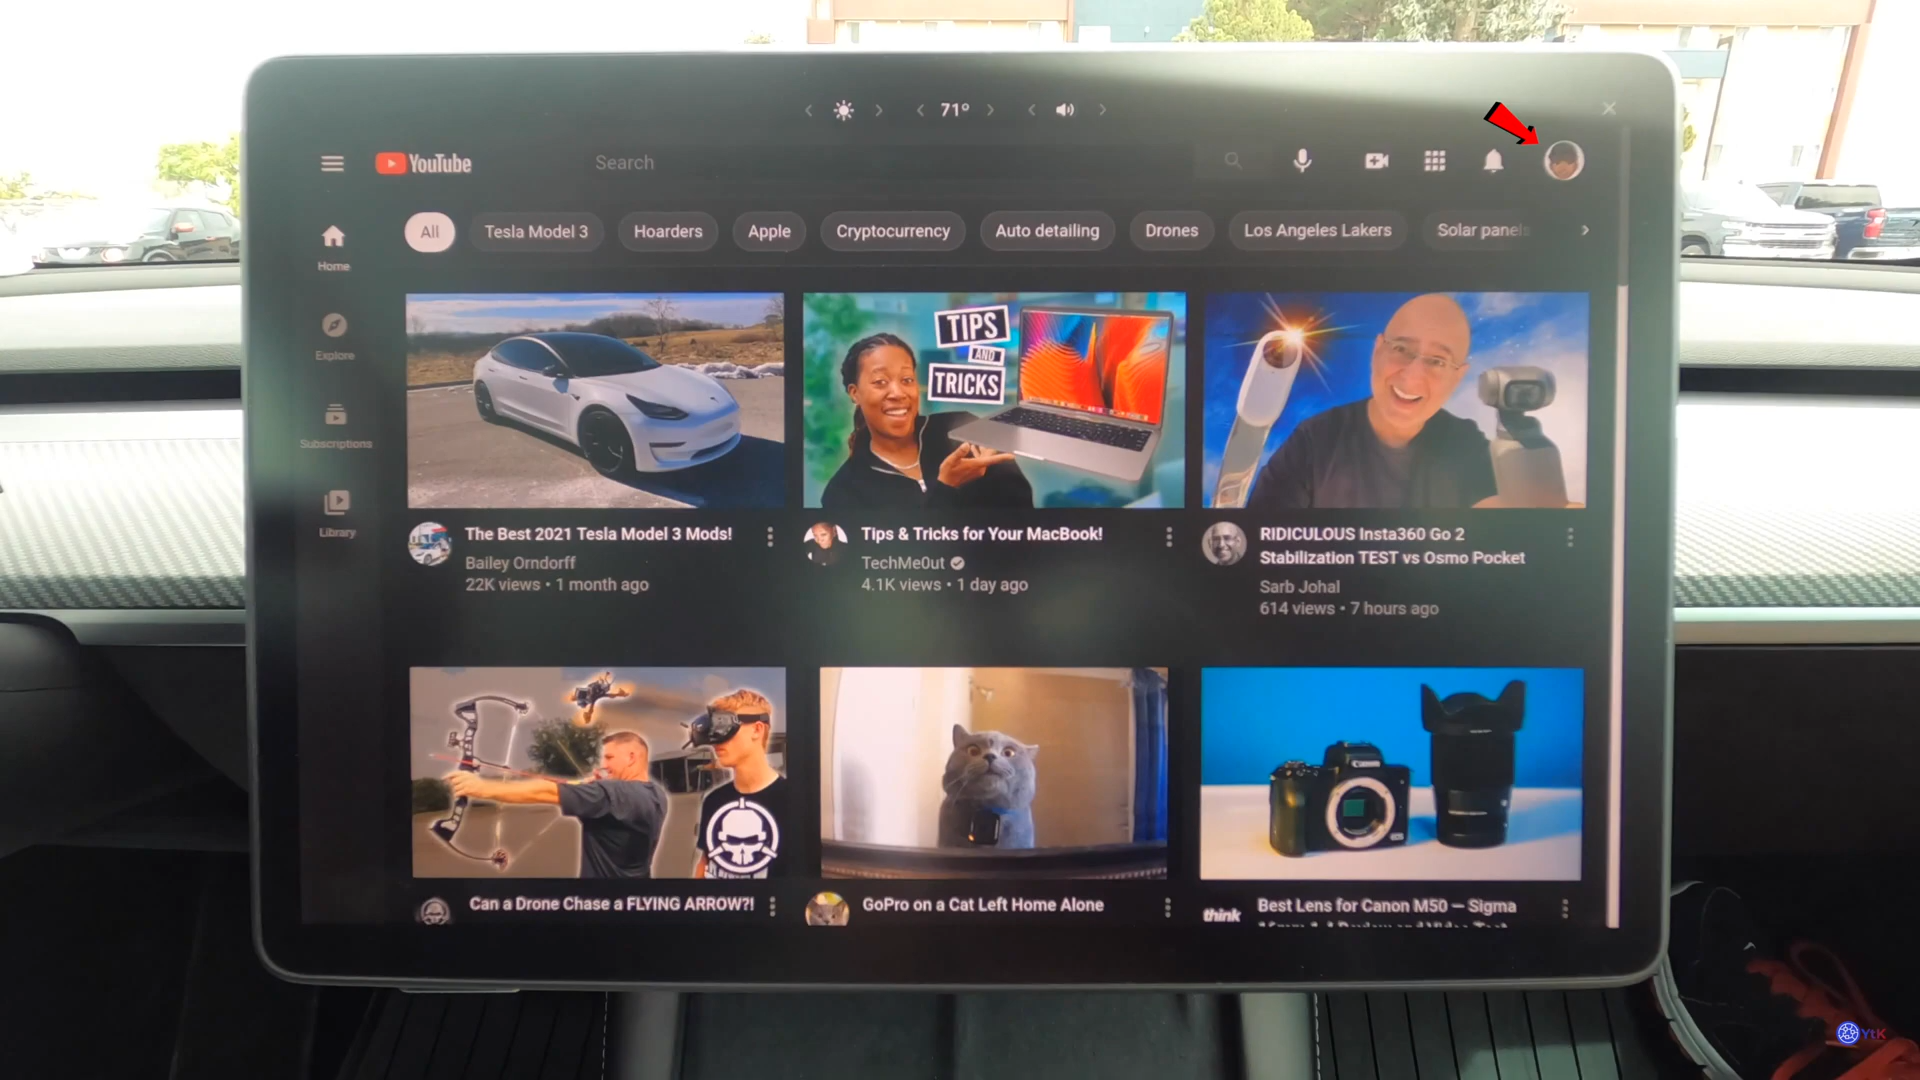 71°
YouTube
Search
All
Tesla Model 3
Hoarders
Apple
Cryptocurrency
Auto detailing
Drones
Los Angeles Lakers
Solar panels
Home
Explore
Subscriptions
Library
TIPS
AND
TRICKS
The Best 2021 Tesla Model 3 Mods!
Bailey Orndorff
22K views • 1 month ago
Tips & Tricks for Your MacBook!
TechMe0ut
4.1K views • 1 day ago
RIDICULOUS Insta360 Go 2
Stabilization TEST vs Osmo Pocket
Sarb Johal
614 views • 7 hours ago
Can a Drone Chase a FLYING ARROW?!
GoPro on a Cat Left Home Alone
think
Best Lens for Canon M50 — Sigma
YtK